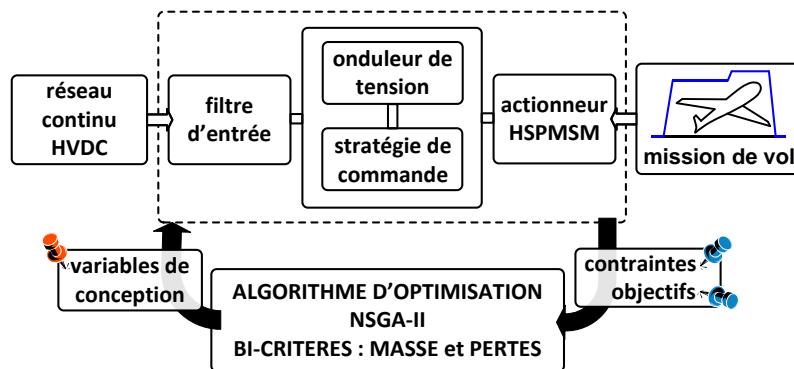 réseau
continu
HVDC
filtre
d'entrée
onduleur de
tension
stratégie de
commande
actionneur
HSPMSM
mission de vol
variables de
conception
ALGORITHME D'OPTIMISATION
NSGA-II
BI-CRITERES : MASSE et PERTES
contraintes
objectifs